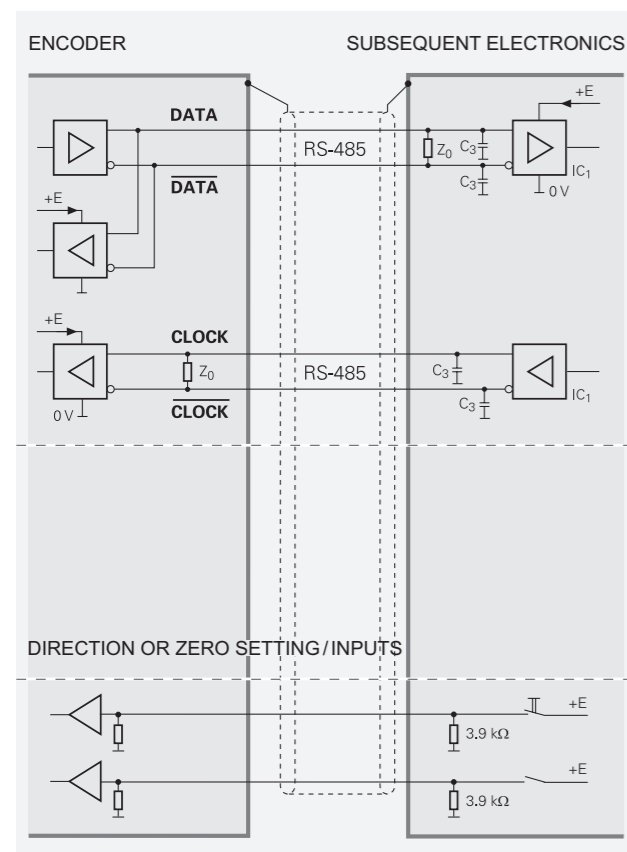 ENCODER
SUBSEQUENT ELECTRONICS
+E
DATA
RS-485
Z0
C3
IC1
DATA
C3
0 V
+E
+E
CLOCK
Z0
RS-485
C3
IC1
0 V
CLOCK
C3
DIRECTION OR ZERO SETTING / INPUTS
+E
3.9 kΩ
+E
3.9 kΩ